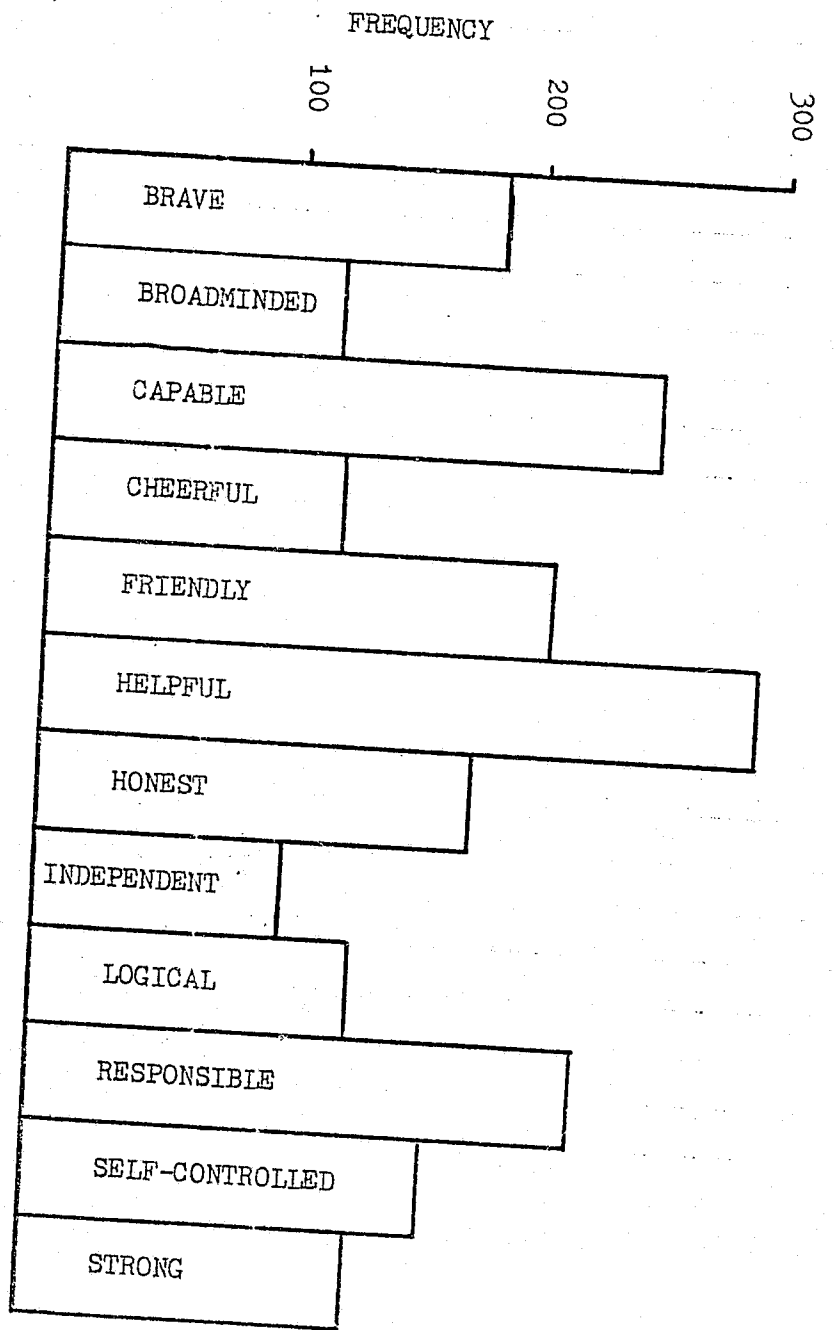 FREQUENCY
100
200
300
BRAVE
BROADMINDED
CAPABLE
CHEERFUL
FRIENDLY
HELPFUL
HONEST
INDEPENDENT
LOGICAL
RESPONSIBLE
SELF-CONTROLLED
STRONG